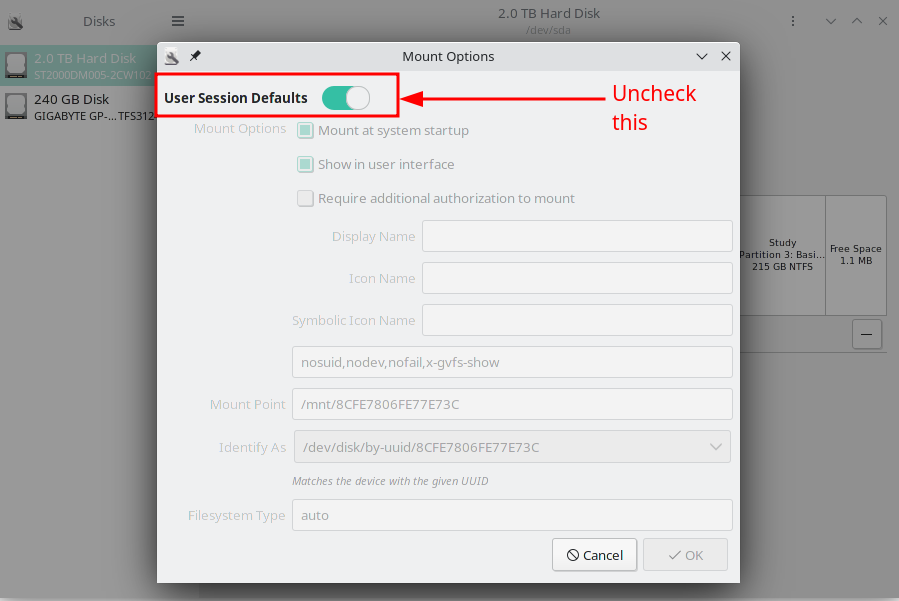 Disks
2.0 TB Hard Disk
/dev/sda
2.0 TB Hard Disk
ST2000DM005-2CW102
240 GB Disk
GIGABYTE GP-…TFS312
Mount Options
User Session Defaults
Uncheck
this
Mount Options
Mount at system startup
Show in user interface
Require additional authorization to mount
Display Name
Icon Name
Symbolic Icon Name
nosuid,nodev,nofail,x-gvfs-show
Mount Point
/mnt/8CFE7806FE77E73C
Identify As
/dev/disk/by-uuid/8CFE7806FE77E73C
Matches the device with the given UUID
Filesystem Type
auto
Cancel
OK
Study
Partition 3: Basi…
215 GB NTFS
Free Space
1.1 MB